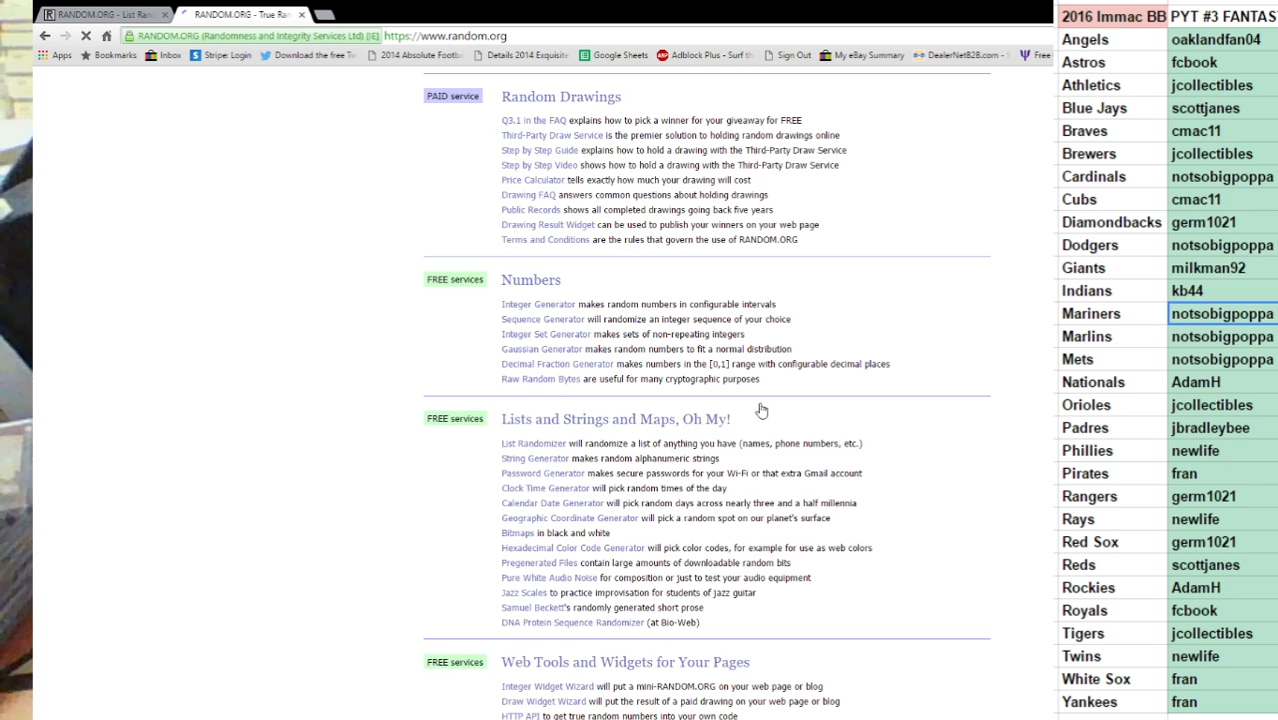 RANDOM.ORG - List Ran
RANDOM.ORG - True Ra
RANDOM.ORG (Randomness and Integrity Services Ltd) [IE]
https://www.random.org
Apps
Bookmarks
Inbox
Stripe: Login
Download the free T
2014 Absolute Footb
Details 2014 Exquisite
Google Sheets
Adblock Plus - Surf th
Sign Out
My eBay Summary
DealerNetB2B.com -
Free
PAID service
Random Drawings
Q3.1 in the FAQ explains how to pick a winner for your giveaway for FREE
Third-Party Draw Service is the premier solution to holding random drawings online
Step by Step Guide explains how to hold a drawing with the Third-Party Draw Service
Step by Step Video shows how to hold a drawing with the Third-Party Draw Service
Price Calculator tells exactly how much your drawing will cost
Drawing FAQ answers common questions about holding drawings
Public Records shows all completed drawings going back five years
Drawing Result Widget can be used to publish your winners on your web page
Terms and Conditions are the rules that govern the use of RANDOM.ORG
FREE services
Numbers
Integer Generator makes random numbers in configurable intervals
Sequence Generator will randomize an integer sequence of your choice
Integer Set Generator makes sets of non-repeating integers
Gaussian Generator makes random numbers to fit a normal distribution
Decimal Fraction Generator makes numbers in the [0,1] range with configurable decimal places
Raw Random Bytes are useful for many cryptographic purposes
FREE services
Lists and Strings and Maps, Oh My!
List Randomizer will randomize a list of anything you have (names, phone numbers, etc.)
String Generator makes random alphanumeric strings
Password Generator makes secure passwords for your Wi-Fi or that extra Gmail account
Clock Time Generator will pick random times of the day
Calendar Date Generator will pick random days across nearly three and a half millennia
Geographic Coordinate Generator will pick a random spot on our planet's surface
Bitmaps in black and white
Hexadecimal Color Code Generator will pick color codes, for example for use as web colors
Pregenerated Files contain large amounts of downloadable random bits
Pure White Audio Noise for composition or just to test your audio equipment
Jazz Scales to practice improvisation for students of jazz guitar
Samuel Beckett's randomly generated short prose
DNA Protein Sequence Randomizer (at Bio-Web)
FREE services
Web Tools and Widgets for Your Pages
Integer Widget Wizard will put a mini-RANDOM.ORG on your web page or blog
Draw Widget Wizard will put the result of a paid drawing on your web page or blog
HTTP API to get true random numbers into your own code
2016 Immac BB PYT #3 FANTAS
Angels oaklandfan04
Astros fcbook
Athletics jcollectibles
Blue Jays scottjanes
Braves cmac11
Brewers jcollectibles
Cardinals notsobigpoppa
Cubs cmac11
Diamondbacks germ1021
Dodgers notsobigpoppa
Giants milkman92
Indians kb44
Mariners notsobigpoppa
Marlins notsobigpoppa
Mets notsobigpoppa
Nationals AdamH
Orioles jcollectibles
Padres jbradleybee
Phillies newlife
Pirates fran
Rangers germ1021
Rays newlife
Red Sox germ1021
Reds scottjanes
Rockies AdamH
Royals fcbook
Tigers jcollectibles
Twins newlife
White Sox fran
Yankees fran